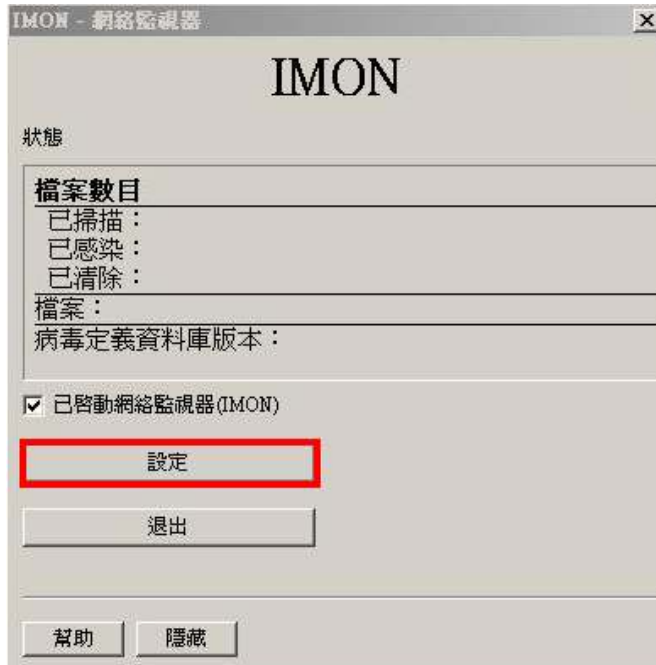 IMON - 網絡監視器
IMON
狀態
檔案數目
已掃描：
已感染：
已清除：
檔案：
病毒定義資料庫版本：
已啓動網絡監視器(IMON)
設定
退出
幫助
隱藏